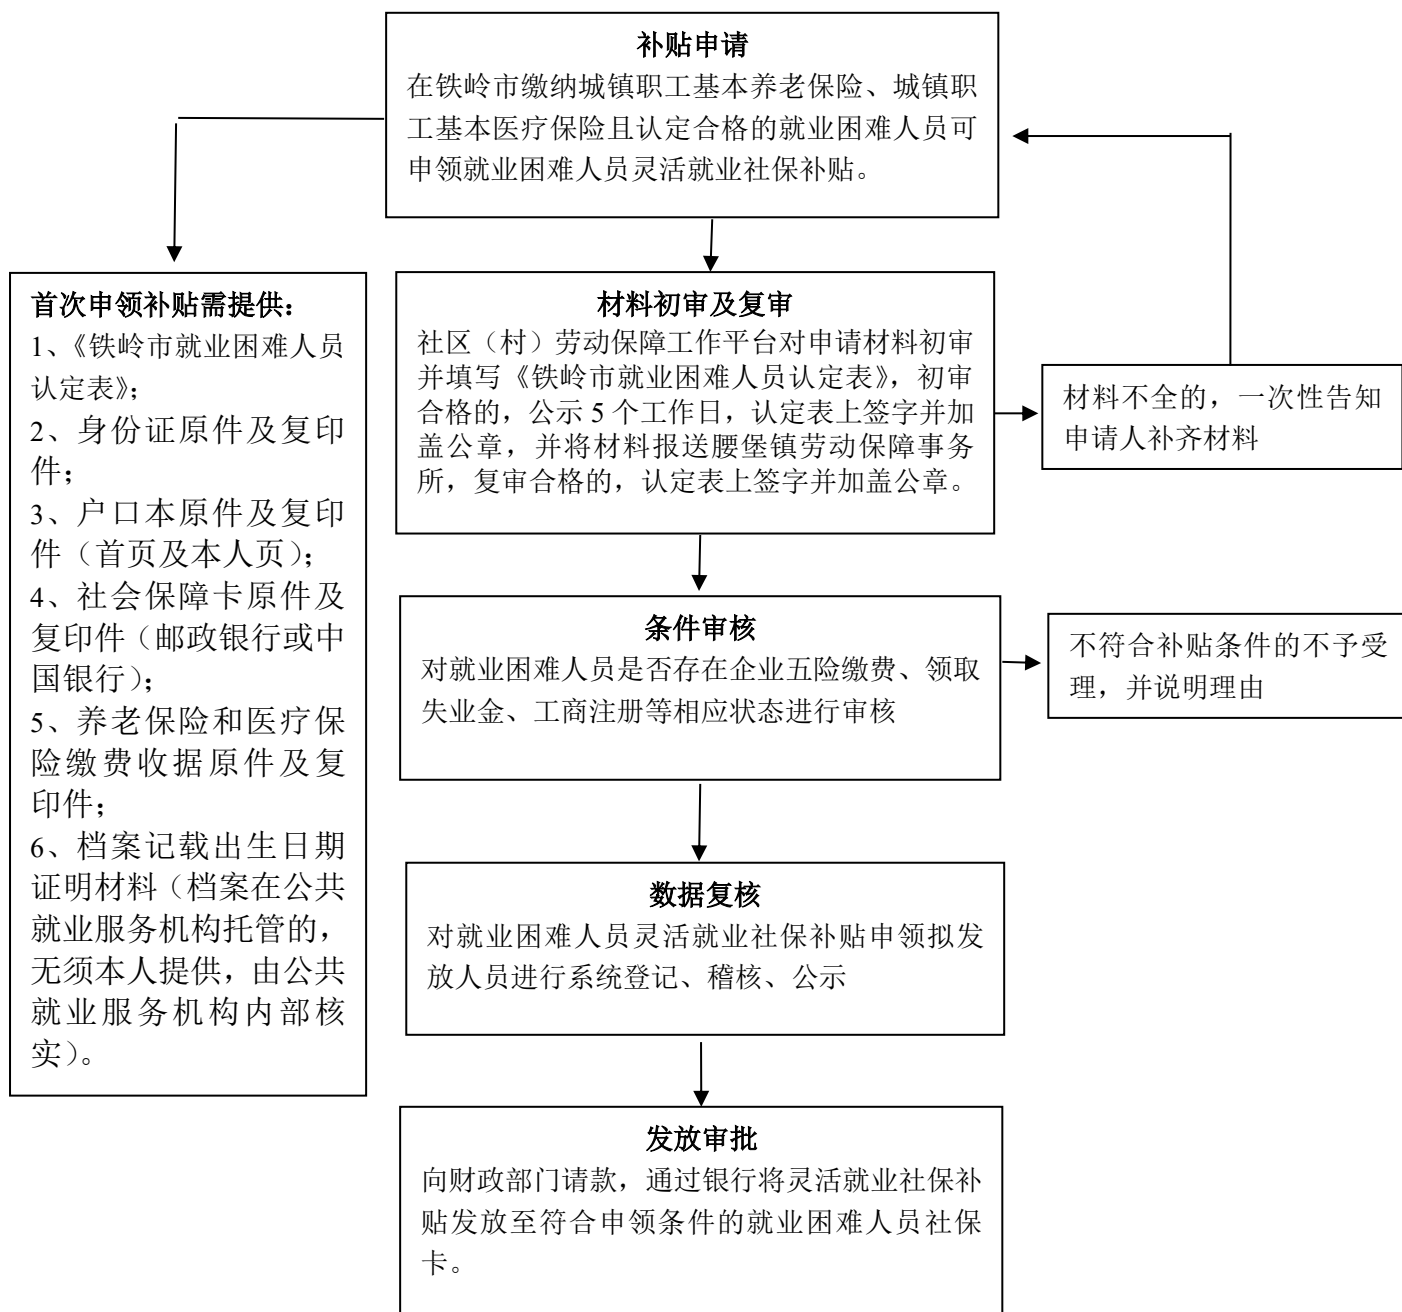 补贴申请
在铁岭市缴纳城镇职工基本养老保险、城镇职
工基本医疗保险且认定合格的就业困难人员可
申领就业困难人员灵活就业社保补贴。
首次申领补贴需提供：
1、《铁岭市就业困难人员
认定表》；
2、身份证原件及复印
件；
3、户口本原件及复印
件（首页及本人页）；
4、社会保障卡原件及
复印件（邮政银行或中
国银行）；
5、养老保险和医疗保
险缴费收据原件及复
印件；
6、档案记载出生日期
证明材料（档案在公共
就业服务机构托管的，
无须本人提供，由公共
就业服务机构内部核
实）。
材料初审及复审
社区（村）劳动保障工作平台对申请材料初审
并填写《铁岭市就业困难人员认定表》，初审
合格的，公示 5 个工作日，认定表上签字并加
盖公章，并将材料报送腰堡镇劳动保障事务
所，复审合格的，认定表上签字并加盖公章。
材料不全的，一次性告知
申请人补齐材料
条件审核
对就业困难人员是否存在企业五险缴费、领取
失业金、工商注册等相应状态进行审核
不符合补贴条件的不予受
理，并说明理由
数据复核
对就业困难人员灵活就业社保补贴申领拟发
放人员进行系统登记、稽核、公示
发放审批
向财政部门请款，通过银行将灵活就业社保补
贴发放至符合申领条件的就业困难人员社保
卡。